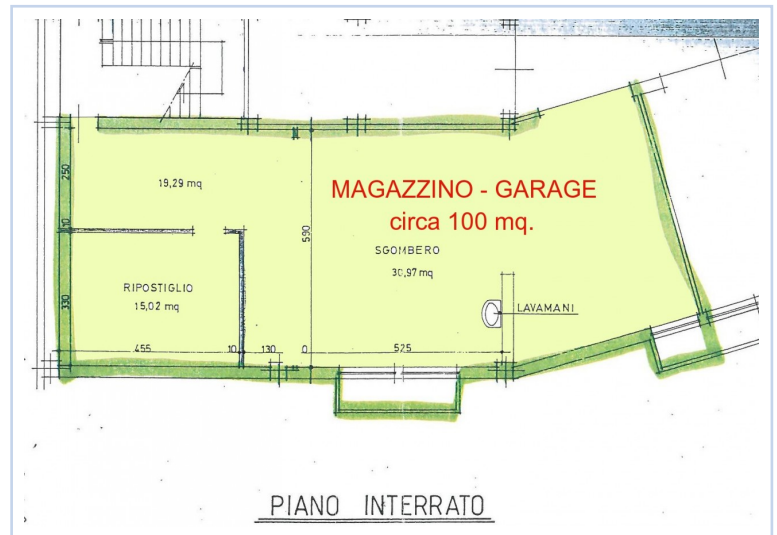 250
19,29 mq
MAGAZZINO - GARAGE
circa 100 mq.
10
590
SGOMBERO
30,97 mq
RIPOSTIGLIO
15,02 mq
330
LAVAMANI
455
10
130
0
525
PIANO INTERRATO